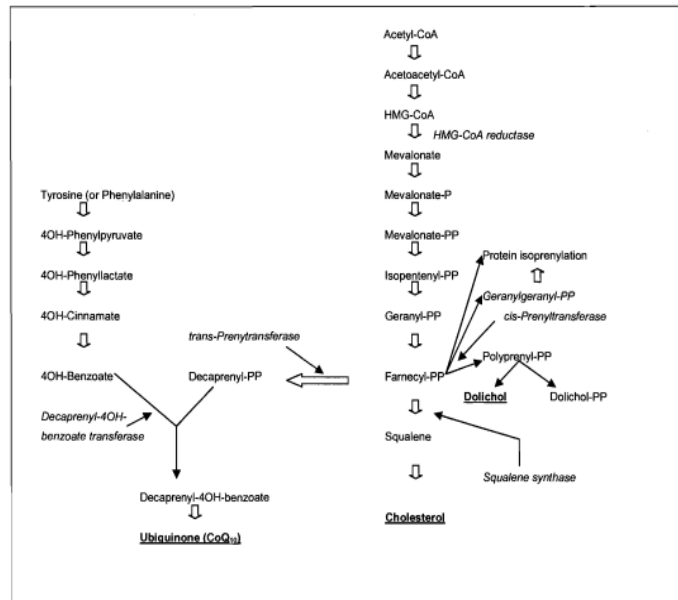 Acetyl-CoA
Acetoacetyl-CoA
HMG-CoA
HMG-CoA reductase
Mevalonate
Tyrosine (or Phenylalanine)
Mevalonate-P
4OH-Phenylpyruvate
Mevalonate-PP
Protein isoprenylation
4OH-Phenyllactate
Isopentenyl-PP
Geranylgeranyl-PP
4OH-Cinnamate
Geranyl-PP
cis-Prenyltransferase
trans-Prenytransferase
Polyprenyl-PP
4OH-Benzoate
Decaprenyl-PP
Farnecyl-PP
Dolichol
Dolichol-PP
Decaprenyl-4OH-
benzoate transferase
Squalene
Squalene synthase
Decaprenyl-4OH-benzoate
Cholesterol
Ubiquinone (CoQ₁₀)